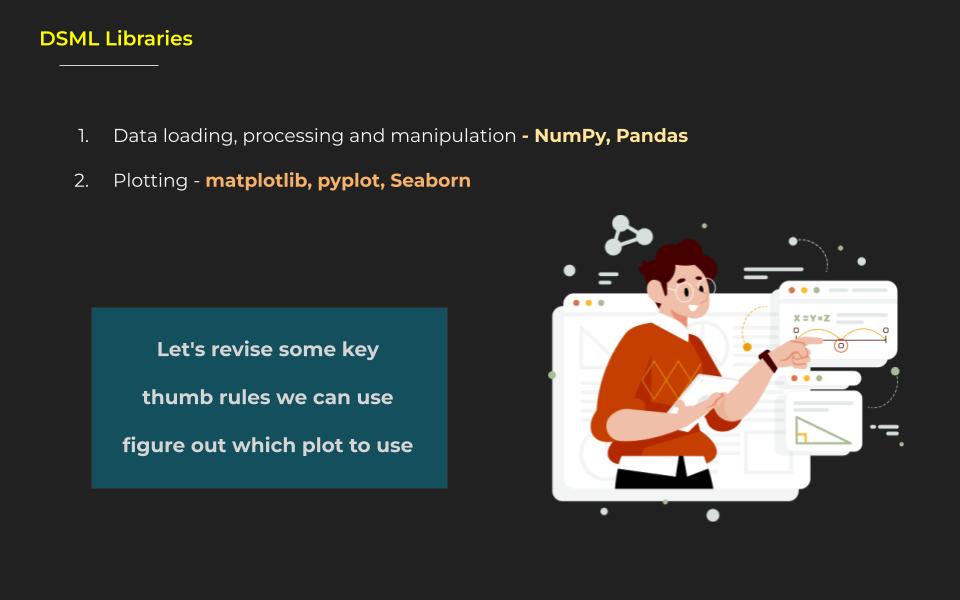 DSML Libraries
1. Data loading, processing and manipulation - NumPy, Pandas
2. Plotting - matplotlib, pyplot, Seaborn
X=Y*Z
Let's revise some key
thumb rules we can use
figure out which plot to use